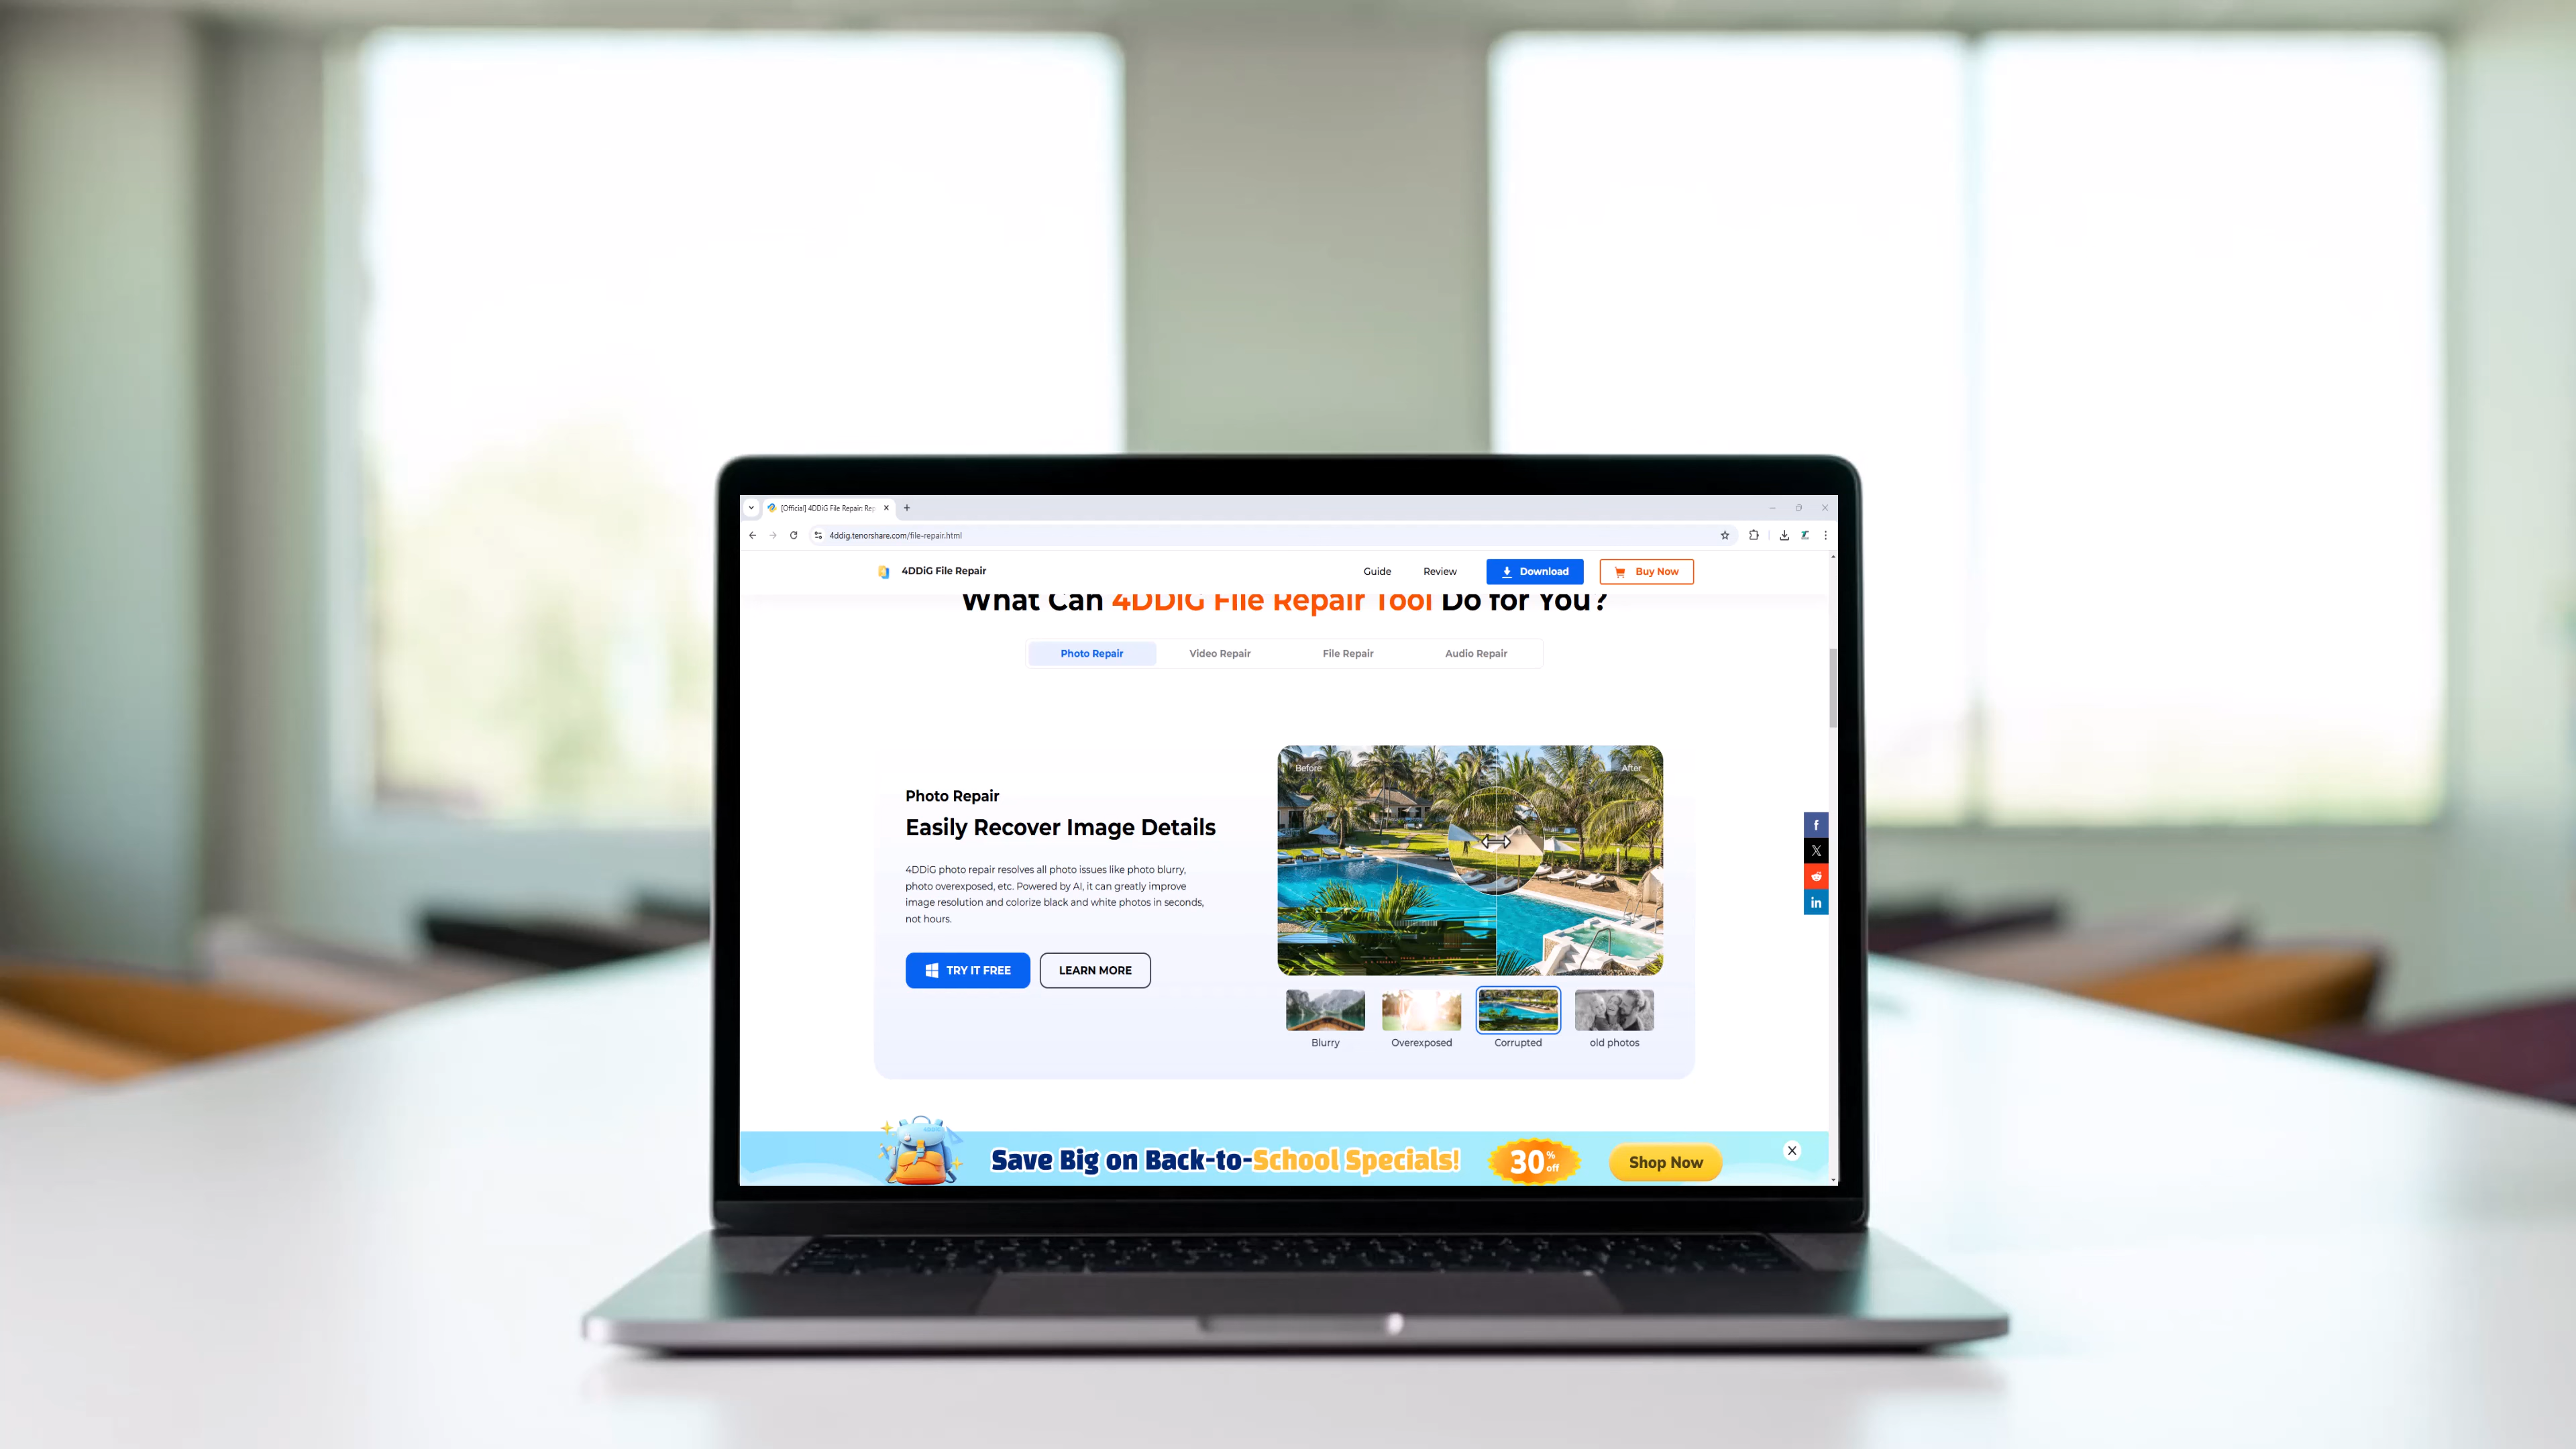 [Official] 4DDiG File Repair: Rep
4ddig.tenorshare.com/file-repair.html
4DDiG File Repair
Guide
Review
Download
Buy Now
What Can 4DDiG File Repair Tool Do for You?
Photo Repair
Video Repair
File Repair
Audio Repair
Before
After
Photo Repair
Easily Recover Image Details
4DDiG photo repair resolves all photo issues like photo blurry,
photo overexposed, etc. Powered by AI, it can greatly improve
image resolution and colorize black and white photos in seconds,
not hours.
TRY IT FREE
LEARN MORE
Blurry
Overexposed
Corrupted
old photos
f
X
in
Save Big on Back-to-School Specials!
30% off
Shop Now